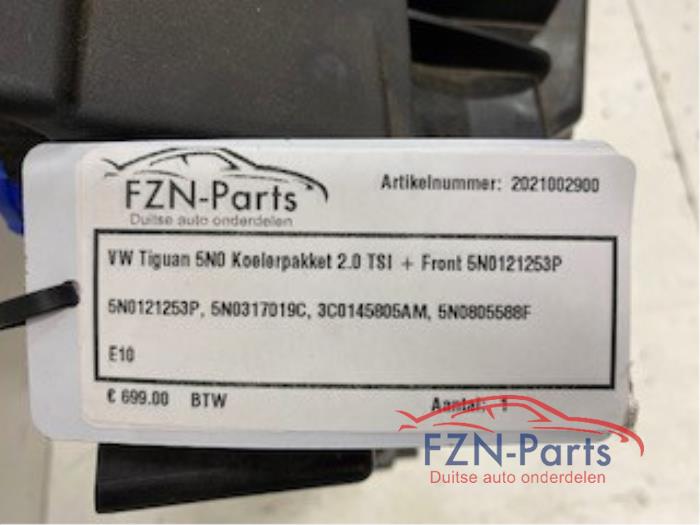 FZN-Parts
Duitse auto onderdelen
Artikelnummer: 2021002900
VW Tiguan 5N0 Koelerpakket 2.0 TSI + Front 5N0121253P
5N0121253P, 5N0317019C, 3C0145805AM, 5N0805588F
E10
€ 699.00 BTW
Aantal: 1
FZN-Parts
Duitse auto onderdelen